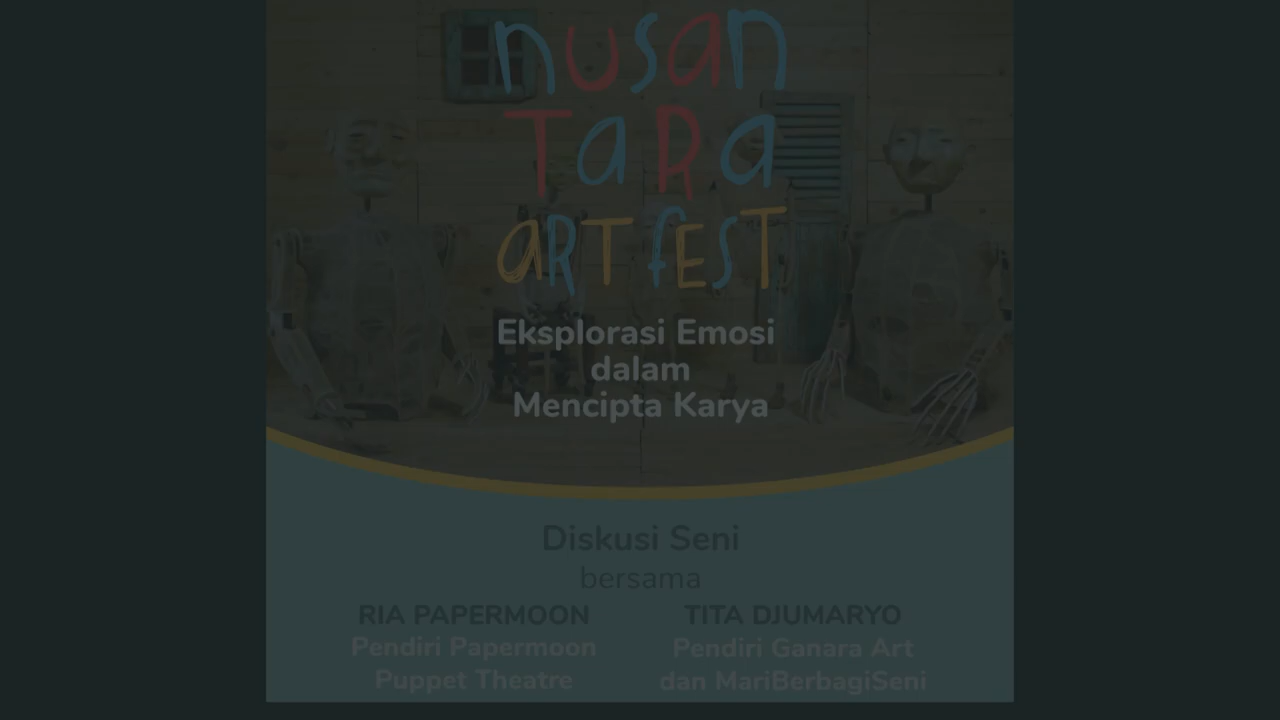 nusan
TaRa
aRT fEST
Eksplorasi Emosi
dalam
Mencipta Karya
Diskusi Seni
bersama
RIA PAPERMOON
Pendiri Papermoon
Puppet Theatre
TITA DJUMARYO
Pendiri Ganara Art
dan MariBerbagiSeni